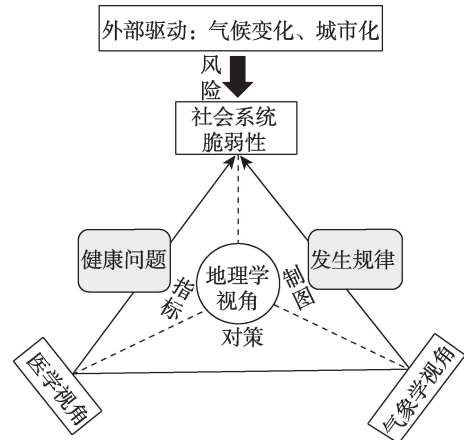 外部驱动：气候变化、城市化
风险
社会系统
脆弱性
健康问题
发生规律
地理学
视角
指标
制图
对策
医学视角
气象学视角